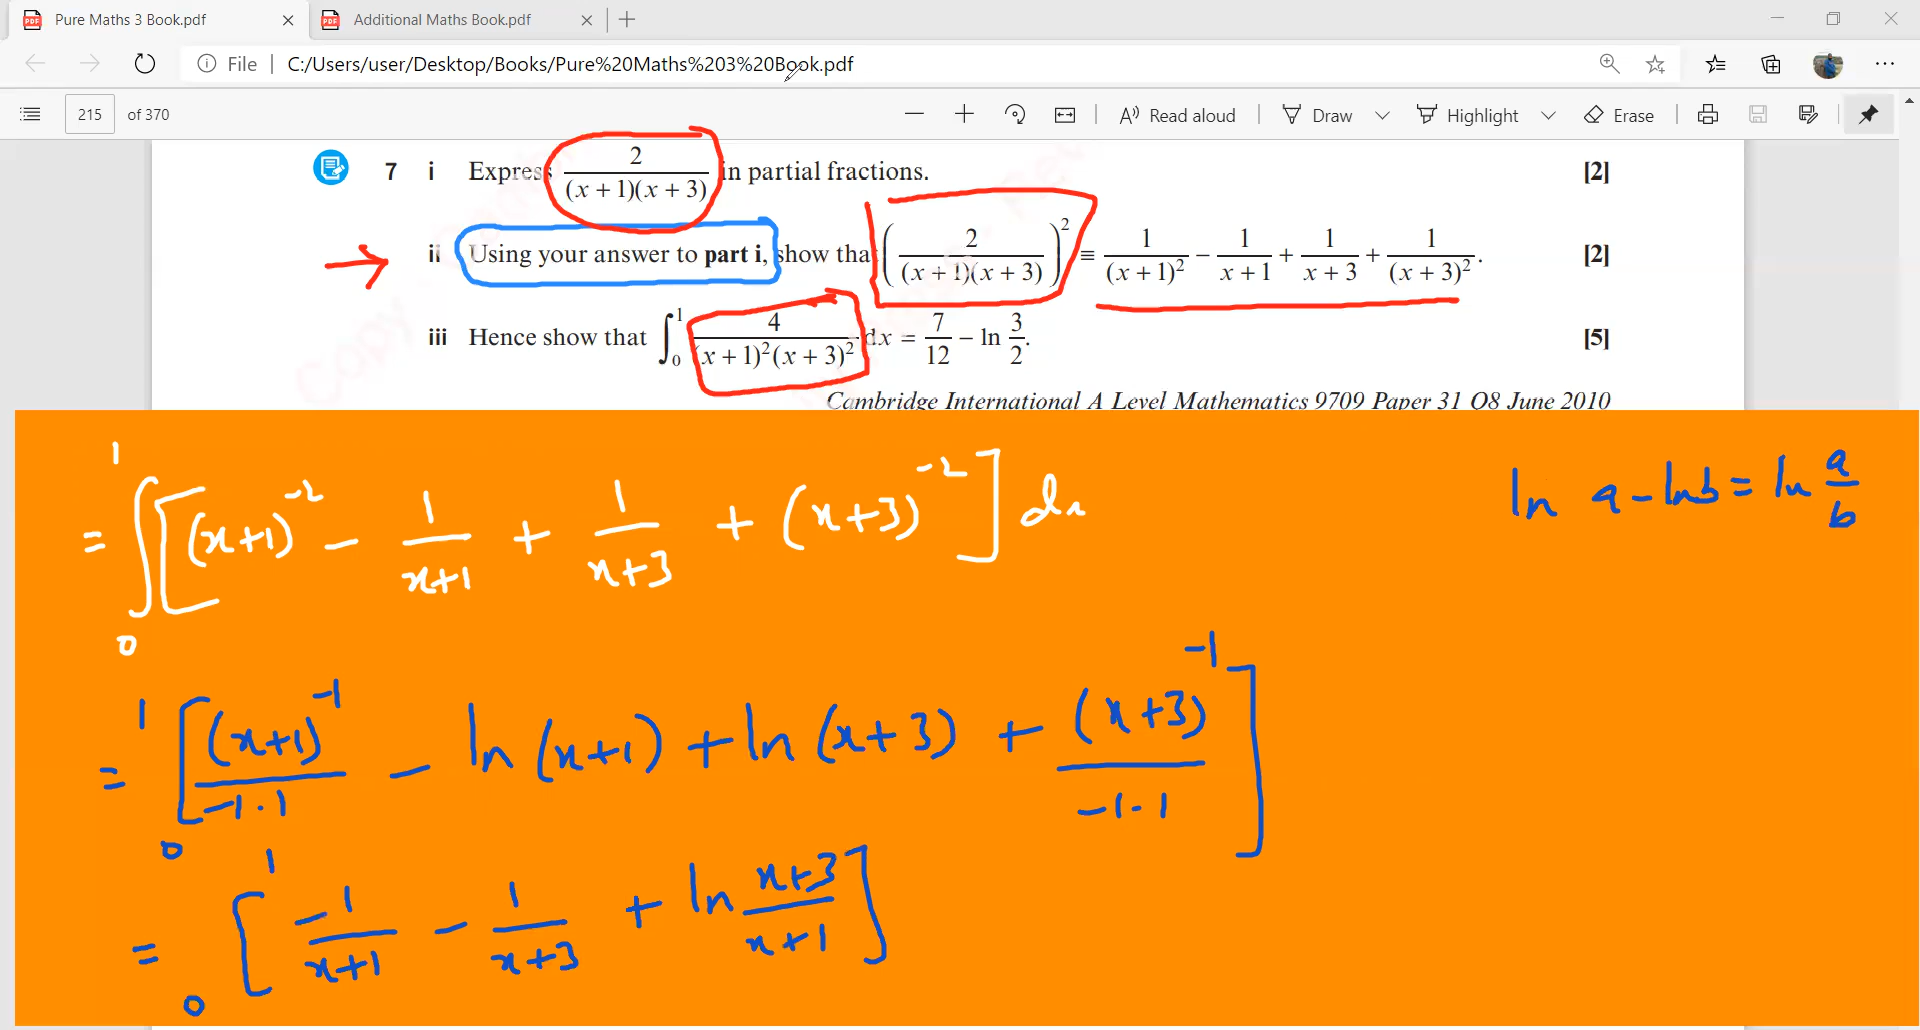 Pure Maths 3 Book.pdf
Additional Maths Book.pdf
File | C:/Users/user/Desktop/Books/Pure%20Maths%203%20Book.pdf
215 of 370
Read aloud
Draw
Highlight
Erase
7 i Express 2/((x + 1)(x + 3)) in partial fractions. [2]
ii Using your answer to part i, show that (2/((x + 1)(x + 3)))² ≡ 1/(x + 1)² − 1/(x + 1) + 1/(x + 3) + 1/(x + 3)². [2]
iii Hence show that ∫₀¹ 4/((x + 1)²(x + 3)²) dx = 7/12 − ln 3/2. [5]
Cambridge International A Level Mathematics 9709 Paper 31 Q8 June 2010
Copy
= ∫₀¹ [(x+1)⁻² − 1/(x+1) + 1/(x+3) + (x+3)⁻²] dx
ln a − ln b = ln a/b
= ₀¹[(x+1)⁻¹/(−1·1) − ln (x+1) + ln (x+3) + (x+3)⁻¹/(−1·1)]
= ₀¹[−1/(x+1) − 1/(x+3) + ln (x+3)/(x+1)]